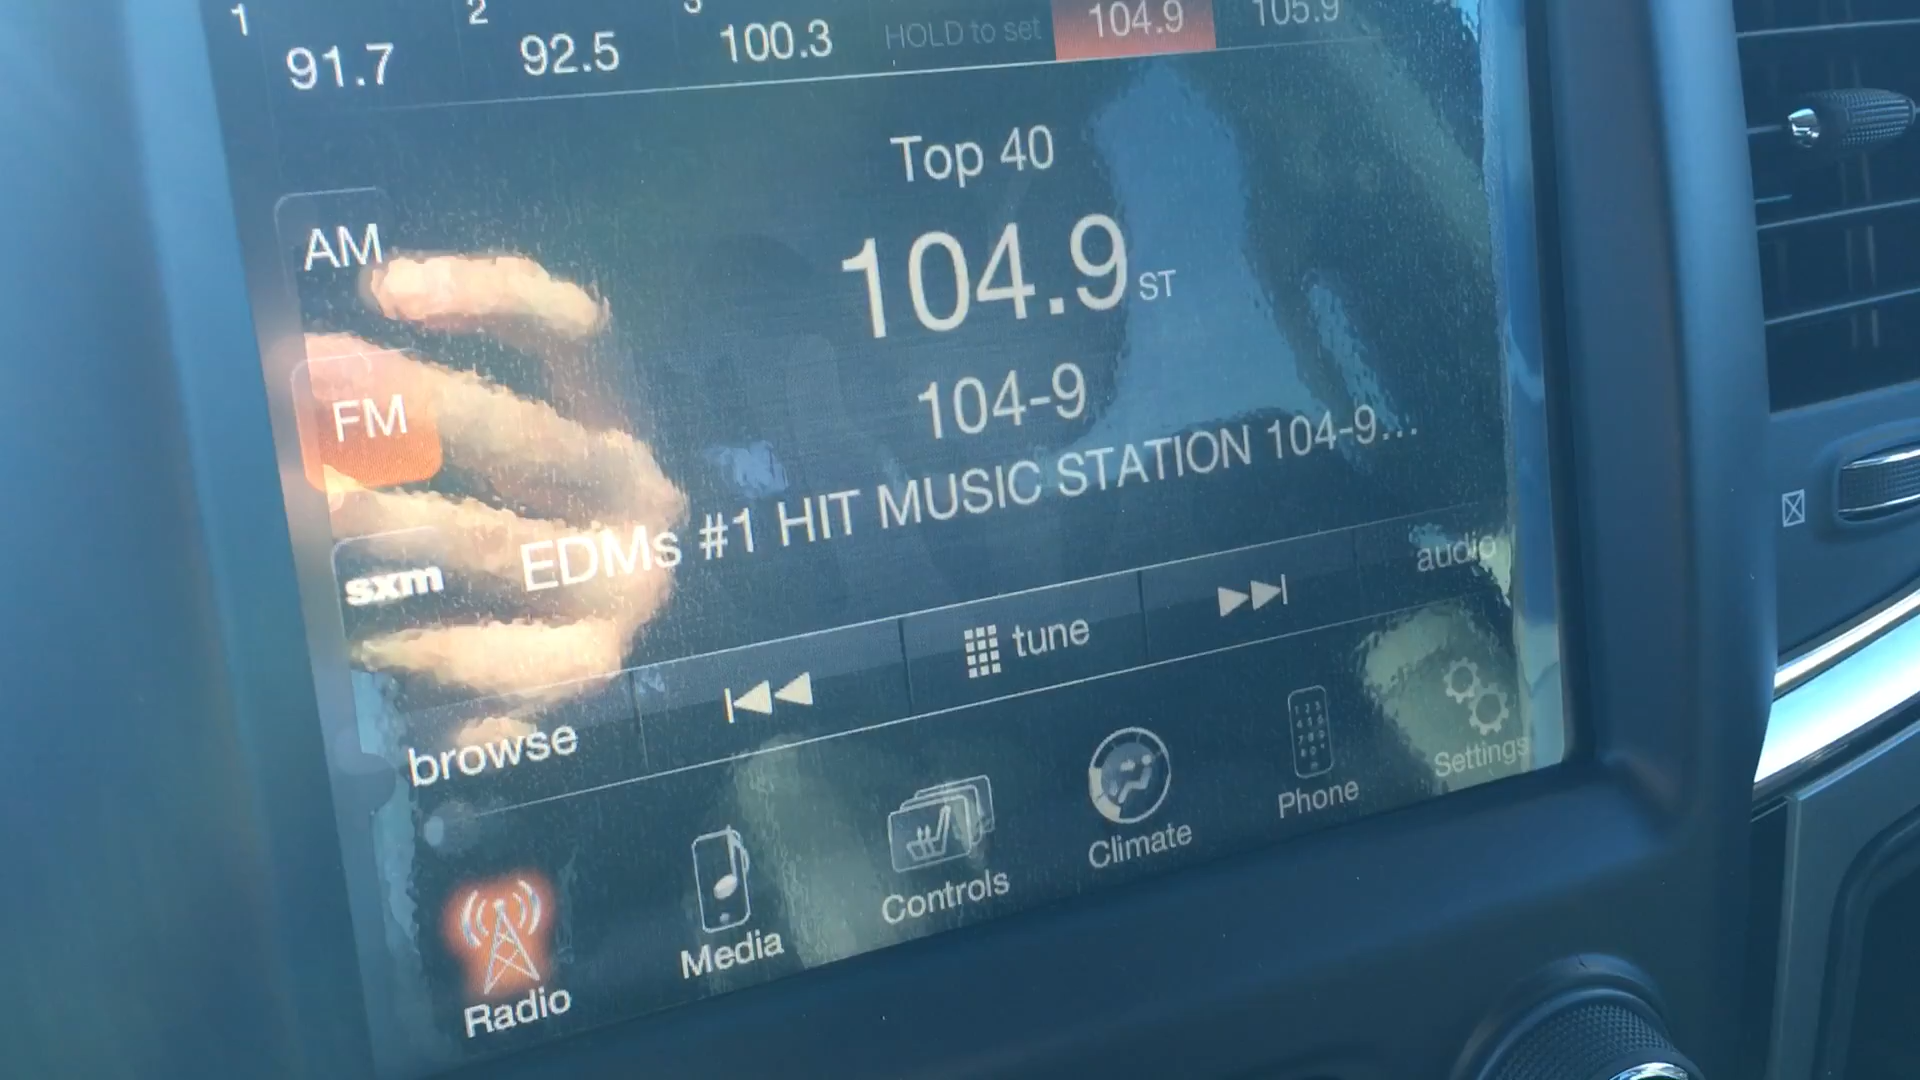 1 2 3
91.7 92.5 100.3 HOLD to set 104.9 105.9
Top 40
AM
104.9 ST
FM
104-9
EDMs #1 HIT MUSIC STATION 104-9...
sxm
browse
tune
audio
Radio
Media
Controls
Climate
Phone
Settings